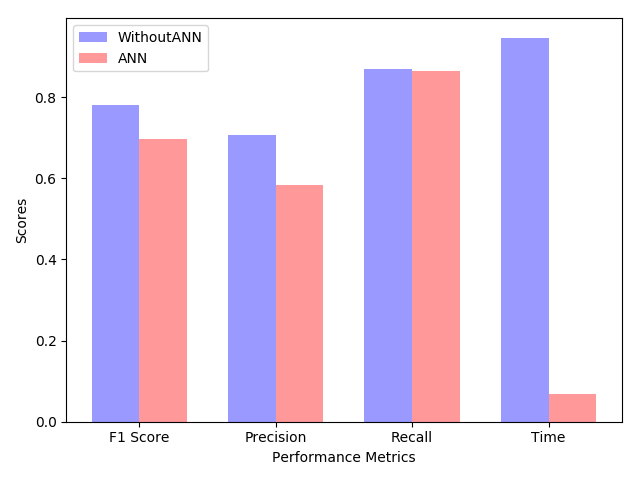 WithoutANN
ANN
0.8
0.6
0.4
0.2
0.0
Scores
F1 Score
Precision
Recall
Time
Performance Metrics